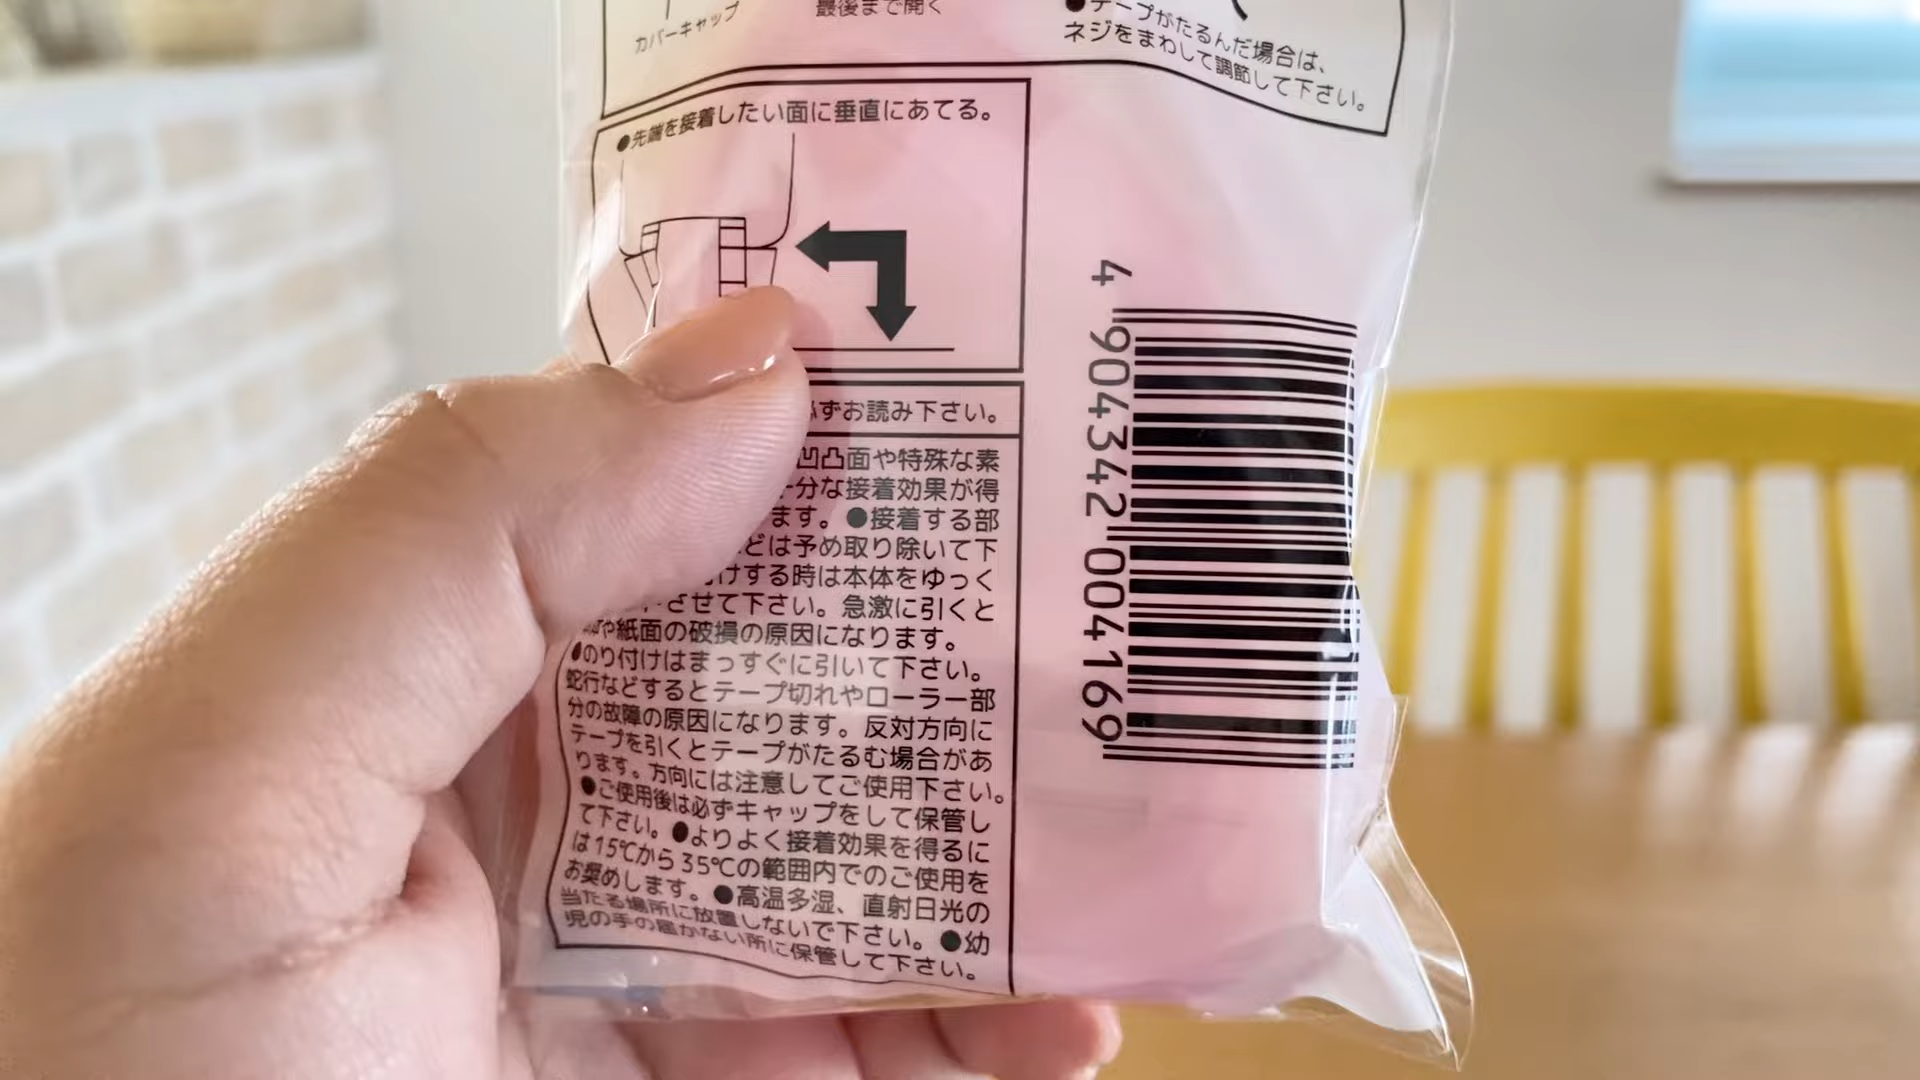 カバーキャップ
最後まで開く
●テープがたるんだ場合は、
ネジをまわして調節して下さい。
●先端を接着したい面に垂直にあてる。
ずお読み下さい。
凹凸面や特殊な素
分な接着効果が得
ます。●接着する部
どは予め取り除いて下
けする時は本体をゆっく
させて下さい。急激に引くと
や紙面の破損の原因になります。
●のり付けはまっすぐに引いて下さい。
蛇行などするとテープ切れやローラー部
分の故障の原因になります。反対方向に
テープを引くとテープがたるむ場合があ
ります。方向には注意してご使用下さい。
●ご使用後は必ずキャップをして保管し
て下さい。●よりよく接着効果を得るに
は15℃から35℃の範囲内でのご使用を
お奨めします。●高温多湿、直射日光の
当たる場所に放置しないで下さい。●幼
児の手の届かない所に保管して下さい。
4 904342 004169